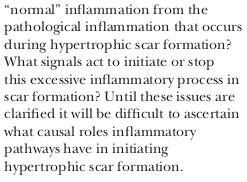 “normal” inflammation from the
pathological inflammation that occurs
during hypertrophic scar formation?
What signals act to initiate or stop
this excessive inflammatory process in
scar formation? Until these issues are
clarified it will be difficult to ascertain
what causal roles inflammatory
pathways have in initiating
hypertrophic scar formation.